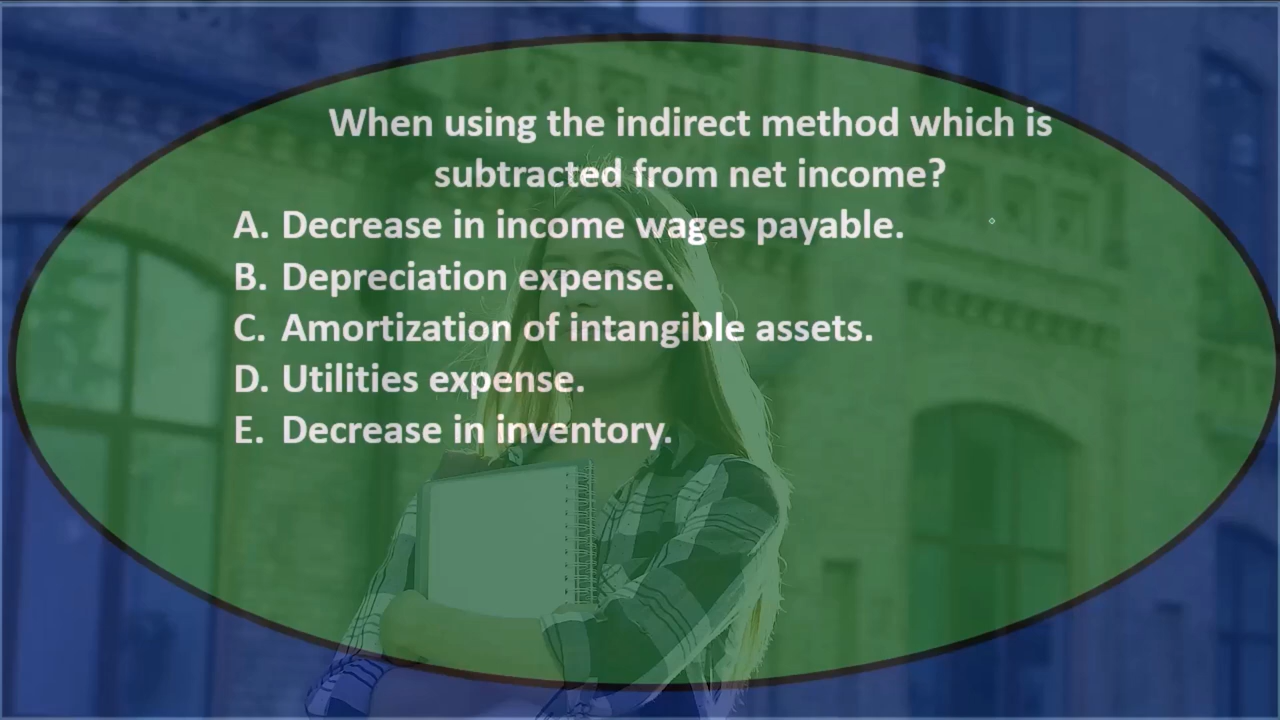 When using the indirect method which is
subtracted from net income?
A. Decrease in income wages payable.
B. Depreciation expense.
C. Amortization of intangible assets.
D. Utilities expense.
E. Decrease in inventory.